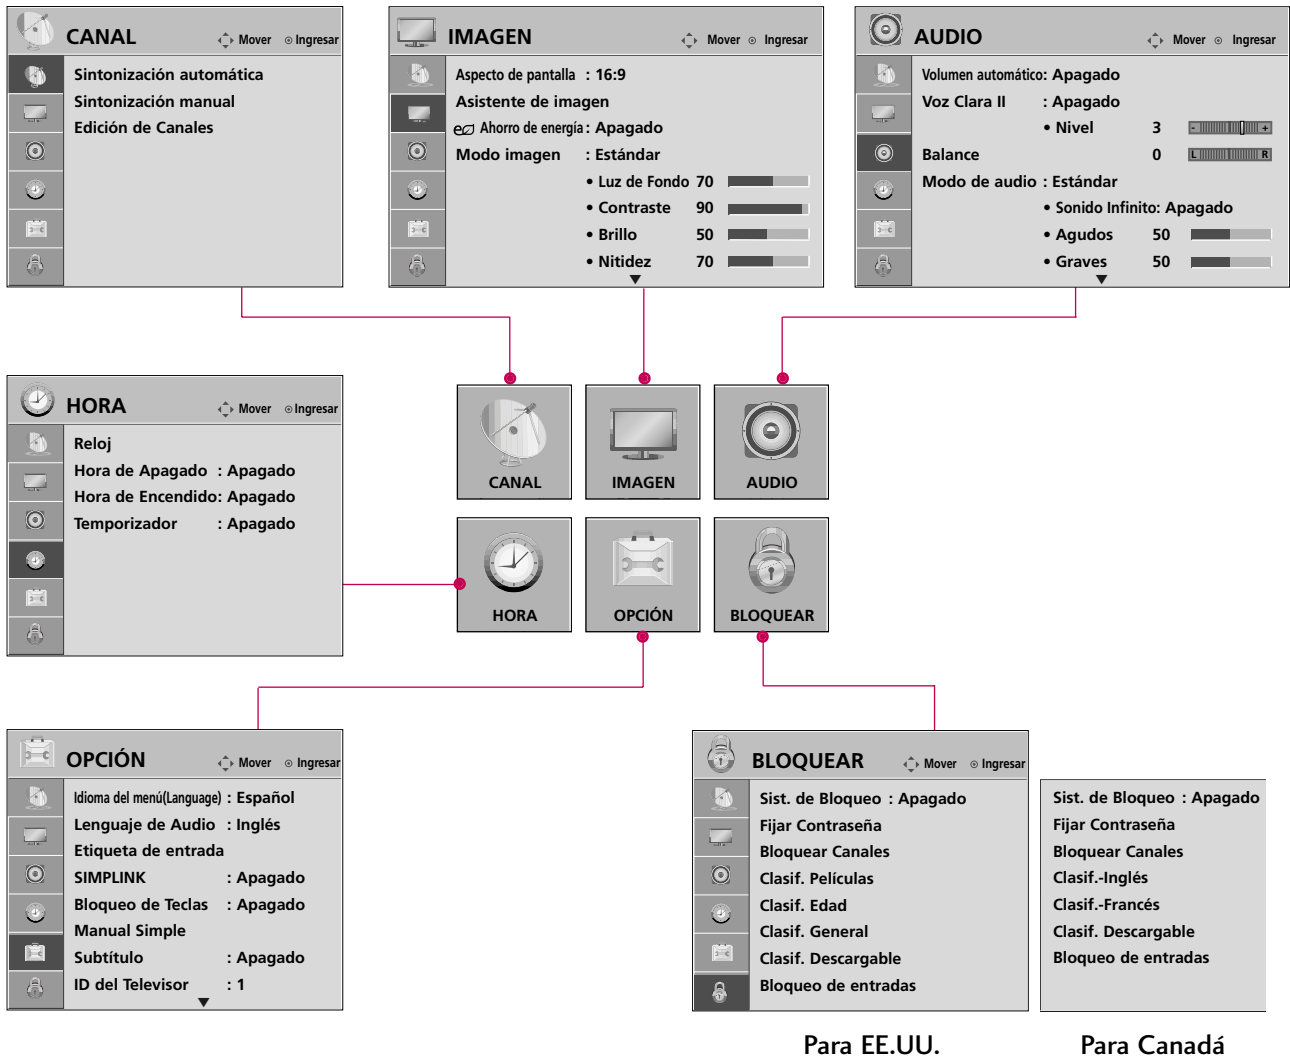 CANAL
Mover
Ingresar
Sintonización automática
Sintonización manual
Edición de Canales
IMAGEN
Mover
Ingresar
Aspecto de pantalla : 16:9
Asistente de imagen
Ahorro de energía : Apagado
Modo imagen : Estándar
• Luz de Fondo 70
• Contraste 90
• Brillo 50
• Nitidez 70
AUDIO
Mover
Ingresar
Volumen automático: Apagado
Voz Clara II : Apagado
• Nivel 3 - +
Balance 0 L R
Modo de audio : Estándar
• Sonido Infinito: Apagado
• Agudos 50
• Graves 50
HORA
Mover
Ingresar
Reloj
Hora de Apagado : Apagado
Hora de Encendido: Apagado
Temporizador : Apagado
CANAL
IMAGEN
AUDIO
HORA
OPCIÓN
BLOQUEAR
OPCIÓN
Mover
Ingresar
Idioma del menú(Language) : Español
Lenguaje de Audio : Inglés
Etiqueta de entrada
SIMPLINK : Apagado
Bloqueo de Teclas : Apagado
Manual Simple
Subtítulo : Apagado
ID del Televisor : 1
BLOQUEAR
Mover
Ingresar
Sist. de Bloqueo : Apagado
Fijar Contraseña
Bloquear Canales
Clasif. Películas
Clasif. Edad
Clasif. General
Clasif. Descargable
Bloqueo de entradas
Para EE.UU.
Sist. de Bloqueo : Apagado
Fijar Contraseña
Bloquear Canales
Clasif.-Inglés
Clasif.-Francés
Clasif. Descargable
Bloqueo de entradas
Para Canadá